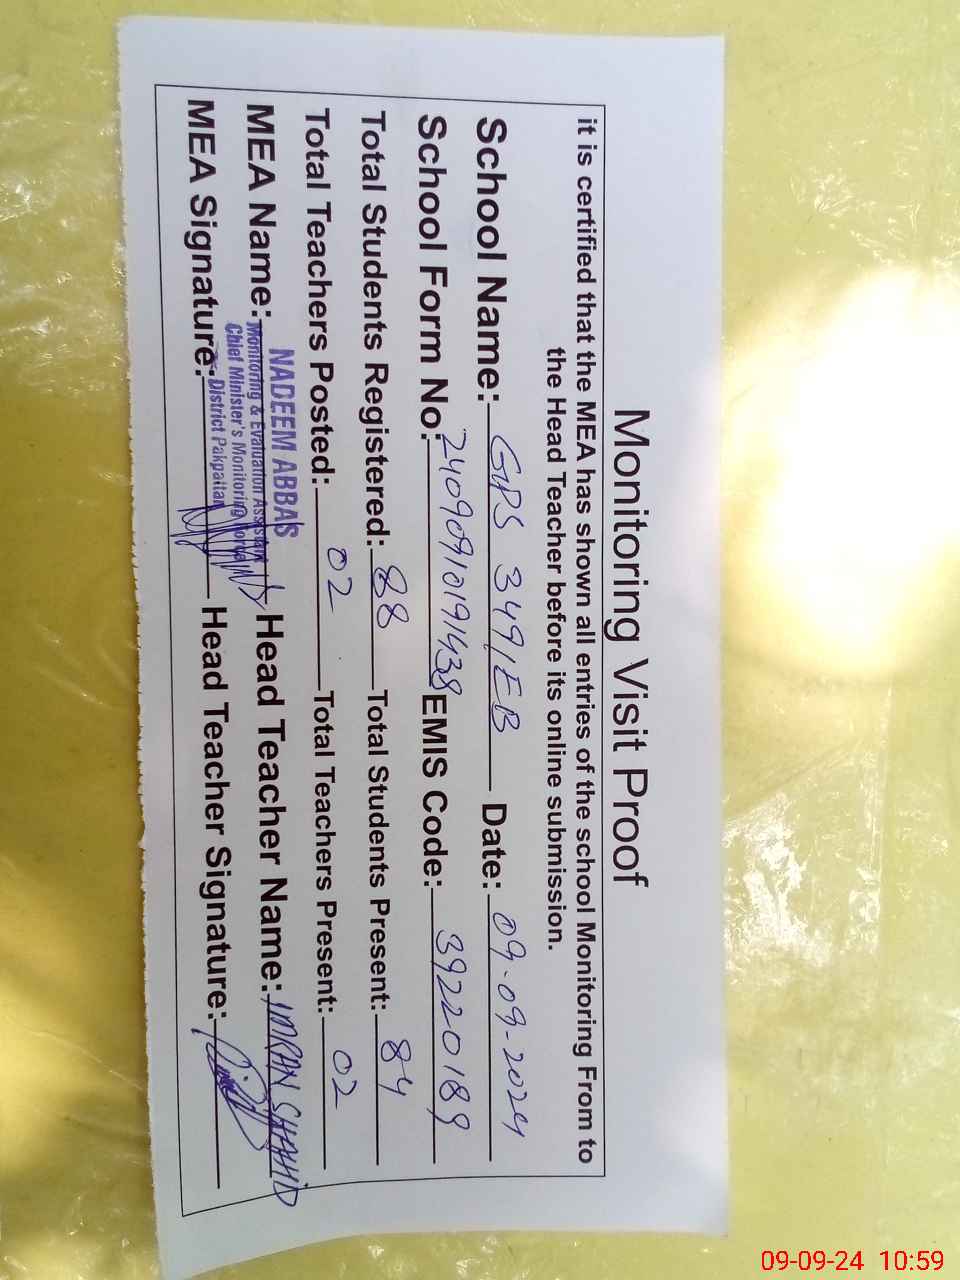 Monitoring Visit Proof
it is certified that the MEA has shown all entries of the school Monitoring From to
the Head Teacher before its online submission.
School Name: GPS 349/EB Date: 09-09-2024
School Form No: 24090910191438 EMIS Code: 39220189
Total Students Registered: 88 Total Students Present: 84
Total Teachers Posted: 02 Total Teachers Present: 02
NADEEM ABBAS
Monitoring & Evaluation Assistant
Chief Minister's Monitoring Force
District Pakpattan
MEA Name: Head Teacher Name: IMRAN SHAHID
MEA Signature: Head Teacher Signature:
09-09-24 10:59